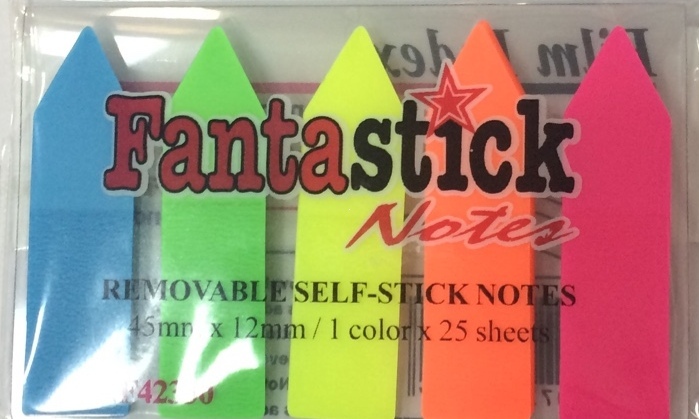 Fantastick
Notes
REMOVABLE SELF-STICK NOTES
45mm x 12mm / 1 color x 25 sheets